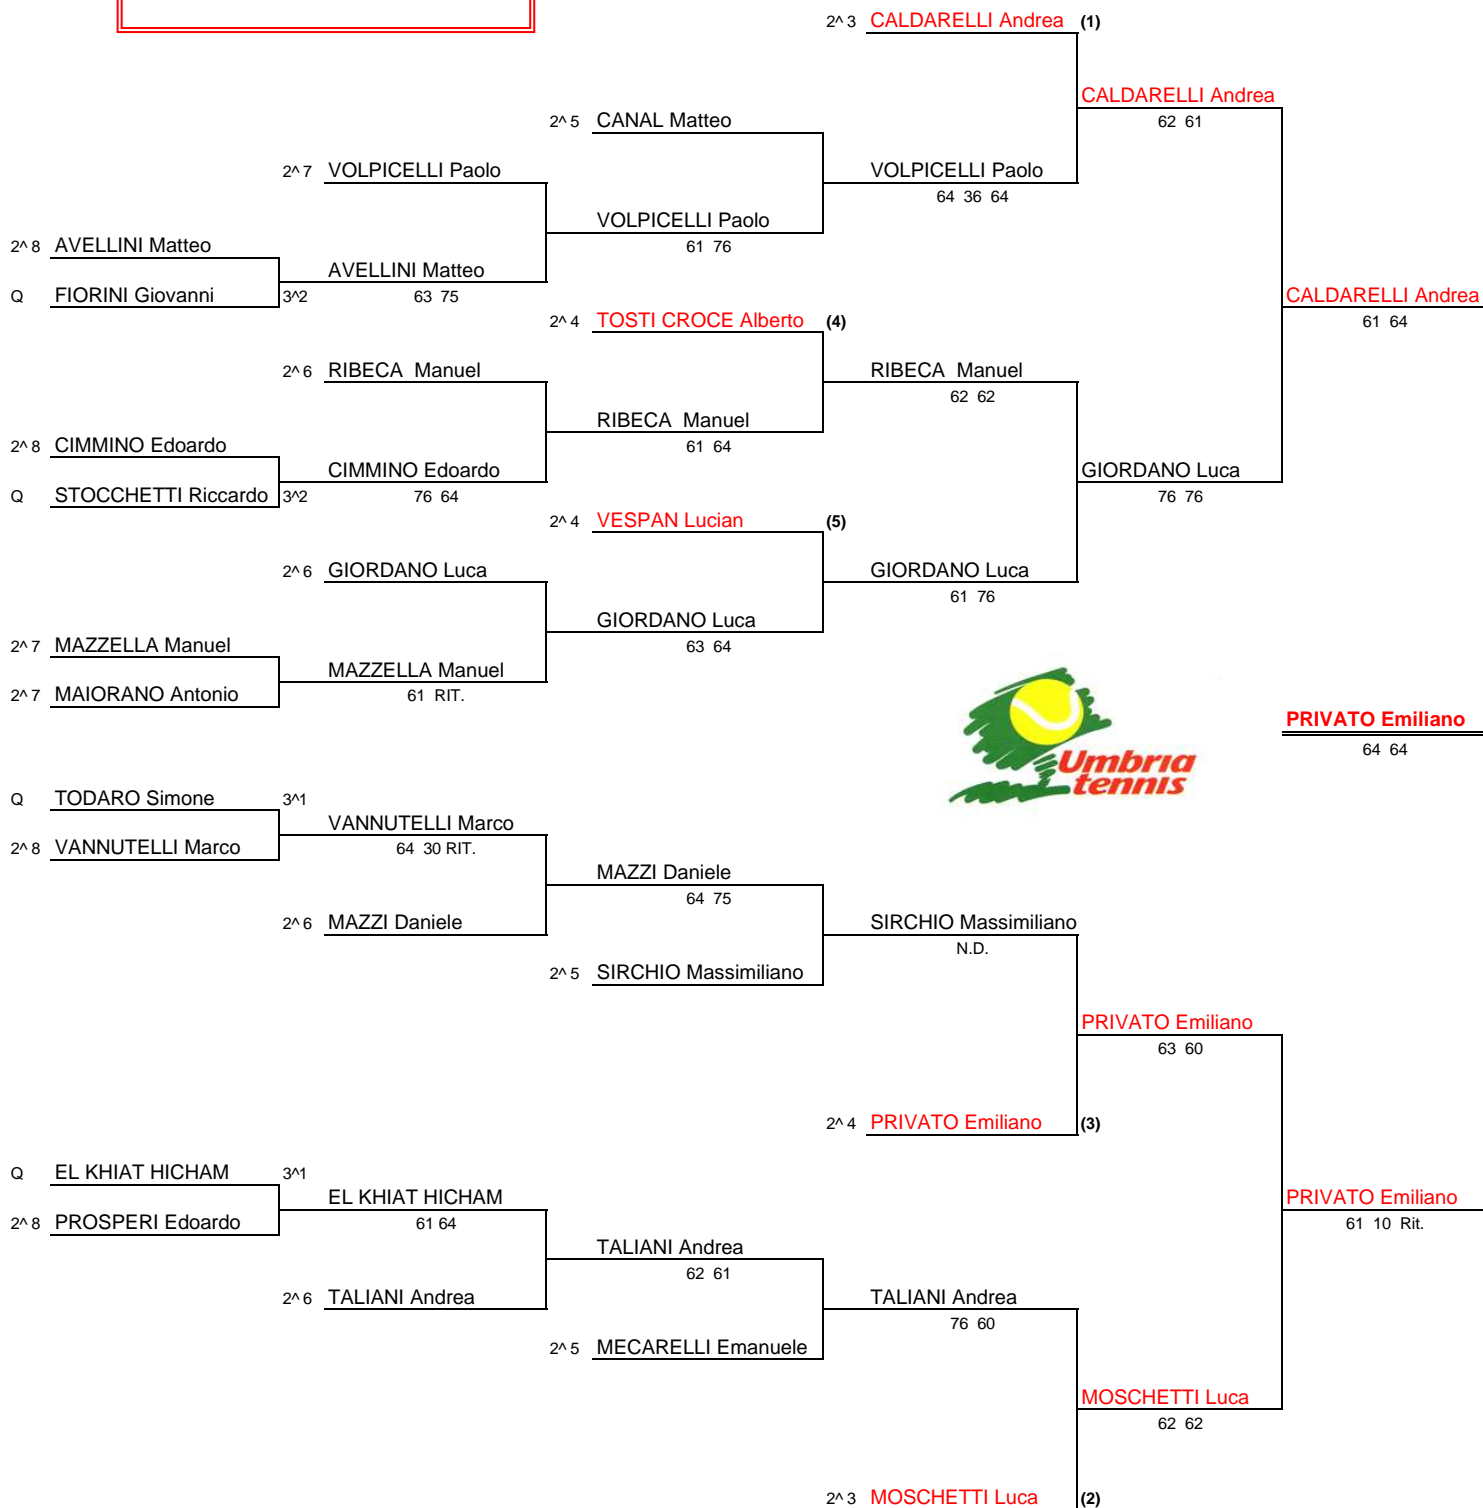 2^ 3 CALDARELLI Andrea (1)
CALDARELLI Andrea
2^ 5 CANAL Matteo 62 61
2^ 7 VOLPICELLI Paolo VOLPICELLI Paolo
64 36 64
VOLPICELLI Paolo
2^ 8 AVELLINI Matteo 61 76
AVELLINI Matteo
Q FIORINI Giovanni 3^2 63 75 CALDARELLI Andrea
2^ 4 TOSTI CROCE Alberto (4) 61 64
2^ 6 RIBECA Manuel RIBECA Manuel
62 62
RIBECA Manuel
2^ 8 CIMMINO Edoardo 61 64
CIMMINO Edoardo GIORDANO Luca
Q STOCCHETTI Riccardo 3^2 76 64 76 76
2^ 4 VESPAN Lucian (5)
2^ 6 GIORDANO Luca GIORDANO Luca
61 76
GIORDANO Luca
2^ 7 MAZZELLA Manuel 63 64
MAZZELLA Manuel
2^ 7 MAIORANO Antonio 61 RIT.
PRIVATO Emiliano
64 64
Umbria
tennis
Q TODARO Simone 3^1
VANNUTELLI Marco
2^ 8 VANNUTELLI Marco 64 30 RIT.
MAZZI Daniele
64 75
2^ 6 MAZZI Daniele SIRCHIO Massimiliano
N.D.
2^ 5 SIRCHIO Massimiliano
PRIVATO Emiliano
63 60
2^ 4 PRIVATO Emiliano (3)
Q EL KHIAT HICHAM 3^1
EL KHIAT HICHAM PRIVATO Emiliano
2^ 8 PROSPERI Edoardo 61 64 61 10 Rit.
TALIANI Andrea
62 61
2^ 6 TALIANI Andrea TALIANI Andrea
76 60
2^ 5 MECARELLI Emanuele
MOSCHETTI Luca
62 62
2^ 3 MOSCHETTI Luca (2)